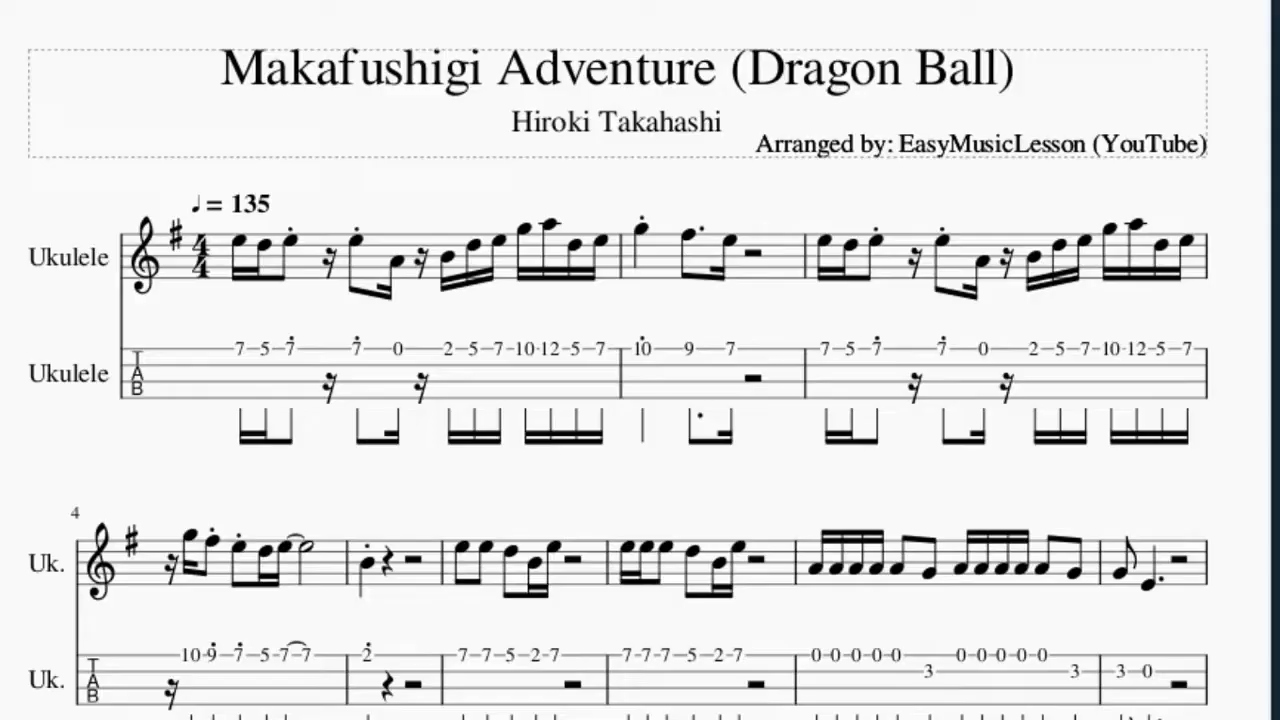 Makafushigi Adventure (Dragon Ball)
Hiroki Takahashi
Arranged by: EasyMusicLesson (YouTube)
♩ = 135
Ukulele
4
4
Ukulele
T
A
B
7 5 7 7 0 2 5 7 10 12 5 7 10 9 7 7 5 7 7 0 2 5 7 10 12 5 7
4
Uk.
Uk.
T
A
B
10 9 7 5 7 7 2 7 7 5 2 7 7 7 7 5 2 7 0 0 0 0 0 0 0 0 0 0
3 3 3 0